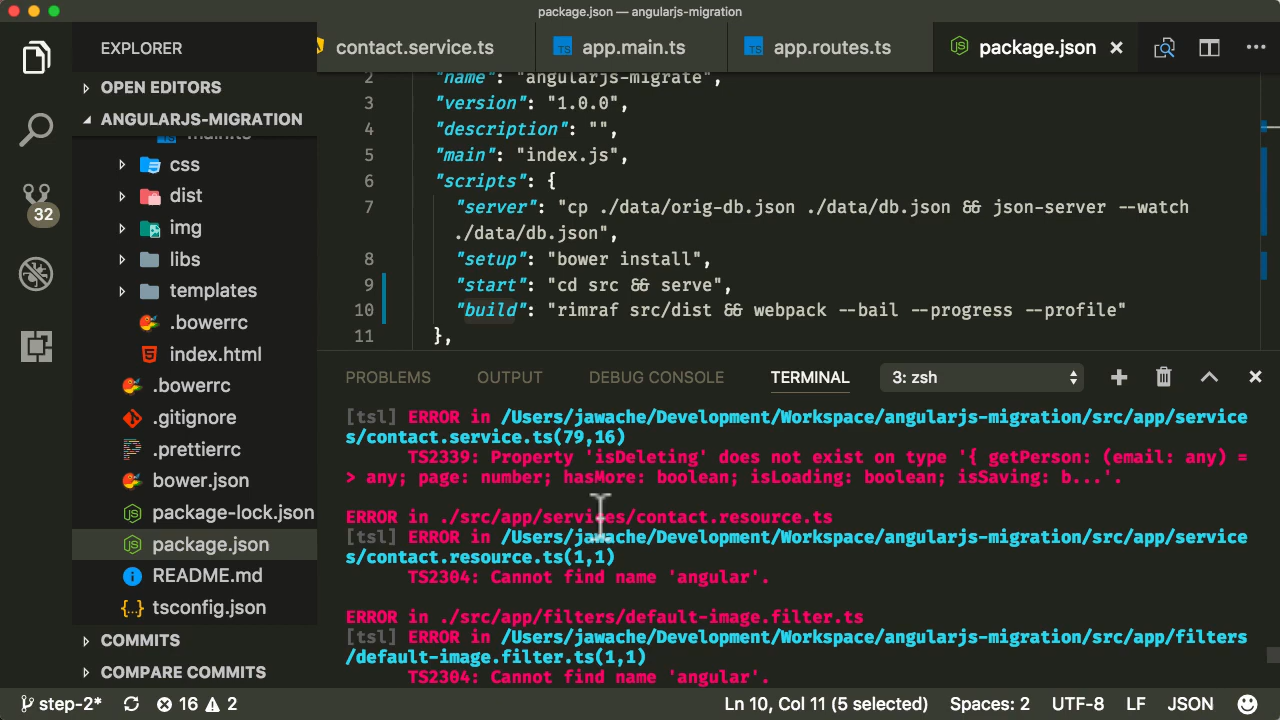 package.json — angularjs-migration
EXPLORER
contact.service.ts
app.main.ts
app.routes.ts
package.json
OPEN EDITORS
ANGULARJS-MIGRATION
main.ts
css
dist
img
libs
templates
.bowerrc
index.html
.bowerrc
.gitignore
.prettierrc
bower.json
package-lock.json
package.json
README.md
tsconfig.json
COMMITS
COMPARE COMMITS
32
2 "name": "angularjs-migrate",
3 "version": "1.0.0",
4 "description": "",
5 "main": "index.js",
6 "scripts": {
7 "server": "cp ./data/orig-db.json ./data/db.json && json-server --watch
./data/db.json",
8 "setup": "bower install",
9 "start": "cd src && serve",
10 "build": "rimraf src/dist && webpack --bail --progress --profile"
11 },
PROBLEMS OUTPUT DEBUG CONSOLE TERMINAL 3: zsh
[tsl] ERROR in /Users/jawache/Development/Workspace/angularjs-migration/src/app/service
s/contact.service.ts(79,16)
TS2339: Property 'isDeleting' does not exist on type '{ getPerson: (email: any) =
> any; page: number; hasMore: boolean; isLoading: boolean; isSaving: b...'.
ERROR in ./src/app/services/contact.resource.ts
[tsl] ERROR in /Users/jawache/Development/Workspace/angularjs-migration/src/app/service
s/contact.resource.ts(1,1)
TS2304: Cannot find name 'angular'.
ERROR in ./src/app/filters/default-image.filter.ts
[tsl] ERROR in /Users/jawache/Development/Workspace/angularjs-migration/src/app/filters
/default-image.filter.ts(1,1)
TS2304: Cannot find name 'angular'.
step-2* 16 2 Ln 10, Col 11 (5 selected) Spaces: 2 UTF-8 LF JSON